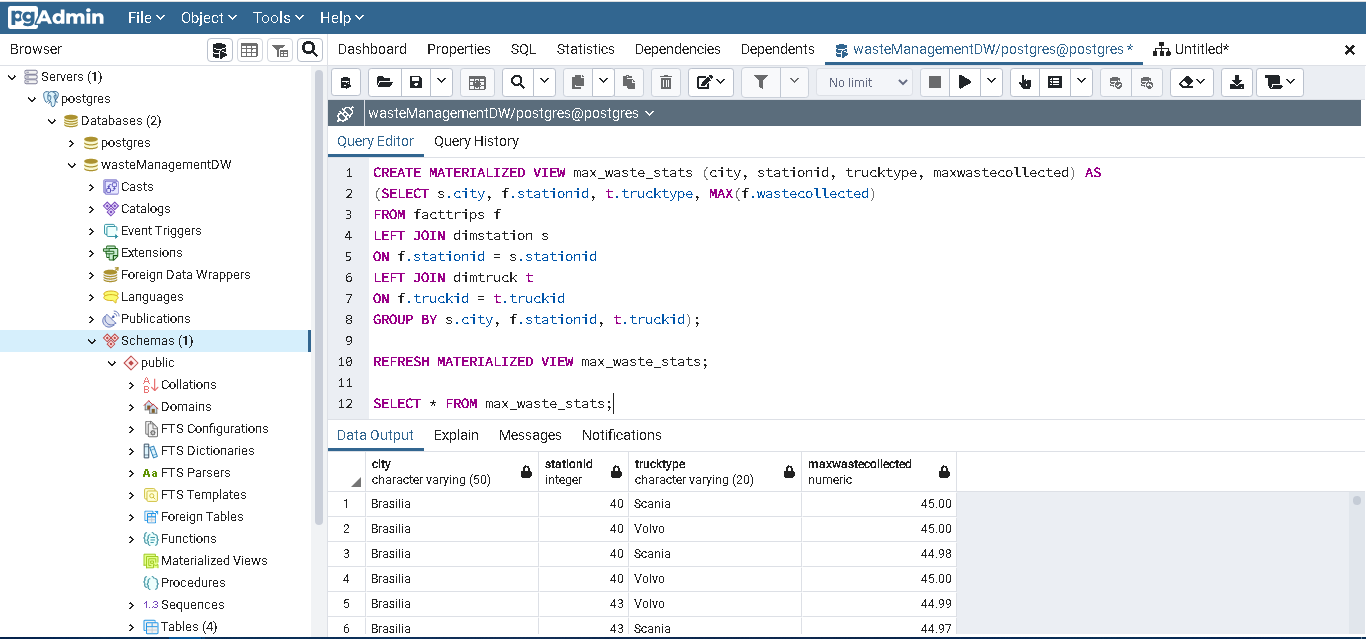 pgAdmin File Object Tools Help
Browser Dashboard Properties SQL Statistics Dependencies Dependents wasteManagementDW/postgres@postgres * Untitled*
Servers (1)
postgres
Databases (2)
postgres
wasteManagementDW
Casts
Catalogs
Event Triggers
Extensions
Foreign Data Wrappers
Languages
Publications
Schemas (1)
public
Collations
Domains
FTS Configurations
FTS Dictionaries
Aa FTS Parsers
FTS Templates
Foreign Tables
Functions
Materialized Views
Procedures
1.3 Sequences
Tables (4)
No limit
wasteManagementDW/postgres@postgres
Query Editor Query History
1 CREATE MATERIALIZED VIEW max_waste_stats (city, stationid, trucktype, maxwastecollected) AS
2 (SELECT s.city, f.stationid, t.trucktype, MAX(f.wastecollected)
3 FROM facttrips f
4 LEFT JOIN dimstation s
5 ON f.stationid = s.stationid
6 LEFT JOIN dimtruck t
7 ON f.truckid = t.truckid
8 GROUP BY s.city, f.stationid, t.truckid);
9
10 REFRESH MATERIALIZED VIEW max_waste_stats;
11
12 SELECT * FROM max_waste_stats;
Data Output Explain Messages Notifications
city stationid trucktype maxwastecollected
character varying (50) integer character varying (20) numeric
1 Brasilia 40 Scania 45.00
2 Brasilia 40 Volvo 45.00
3 Brasilia 40 Scania 44.98
4 Brasilia 40 Volvo 45.00
5 Brasilia 43 Volvo 44.99
6 Brasilia 43 Scania 44.97